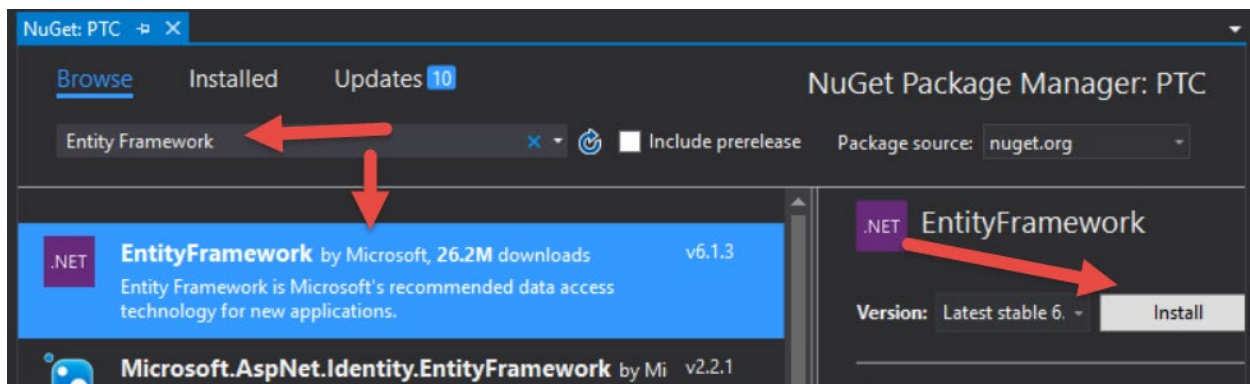 NuGet: PTC
Browse Installed Updates 10
NuGet Package Manager: PTC
Entity Framework
Include prerelease
Package source: nuget.org
.NET EntityFramework by Microsoft, 26.2M downloads v6.1.3
Entity Framework is Microsoft's recommended data access
technology for new applications.
Microsoft.AspNet.Identity.EntityFramework by Mi v2.2.1
.NET EntityFramework
Version: Latest stable 6. Install